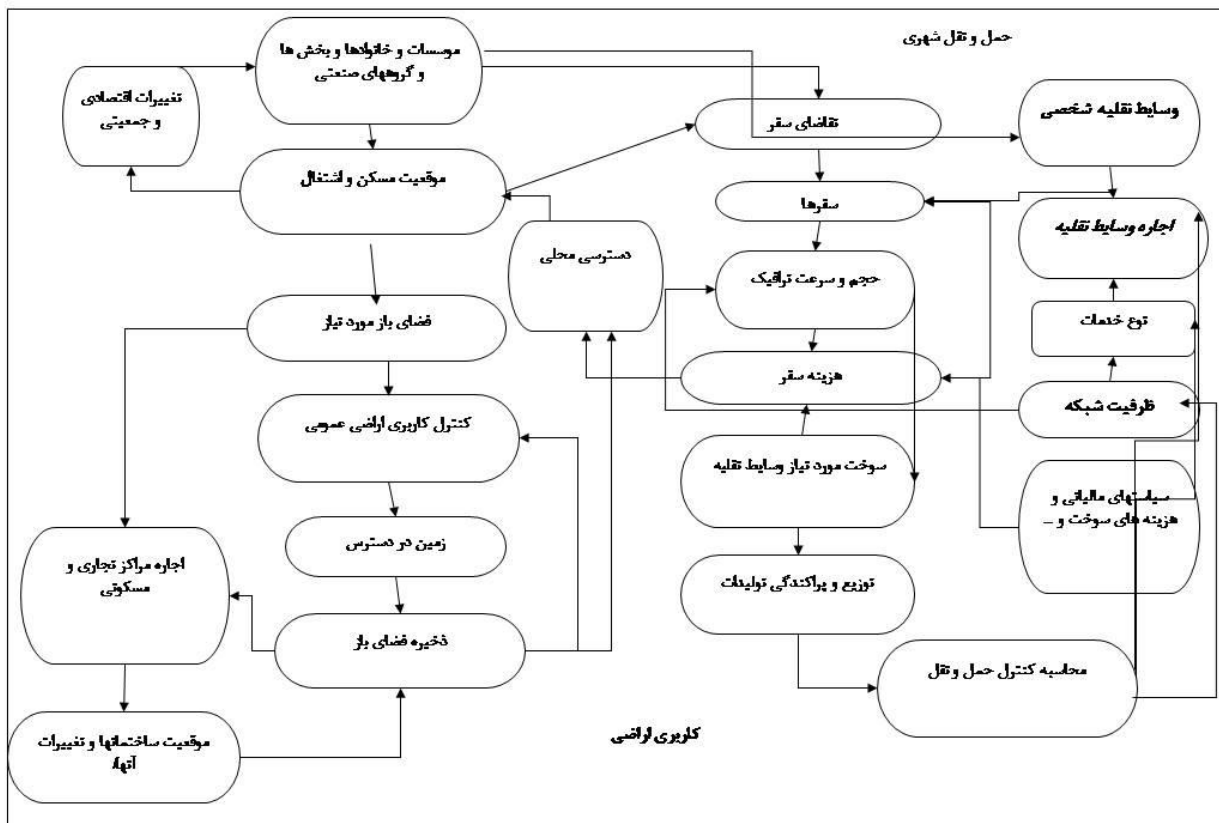 حمل و نقل شهری
موسسات و خانوادها و بخش ها
و گروههای صنعتی
تغییرات اقتصادی
و جمعیتی
تقاضای سفر
وسایط نقلیه شخصی
موقعیت مسکن و اشتغال
سفرها
اجاره وسایط نقلیه
دسترسی محلی
حجم و سرعت ترافیک
فضای باز مورد نیاز
نوع خدمات
هزینه سفر
ظرفیت شبکه
کنترل کاربری اراضی عمومی
سوخت مورد نیاز وسایط نقلیه
سیاستهای مالیاتی و
هزینه های سوخت و ...
زمین در دسترس
اجاره مراکز تجاری و
مسکونی
توزیع و پراکندگی تولیدات
ذخیره فضای باز
محاسبه کنترل حمل و نقل
کاربری اراضی
موقعیت ساختمانها و تغییرات
آنها